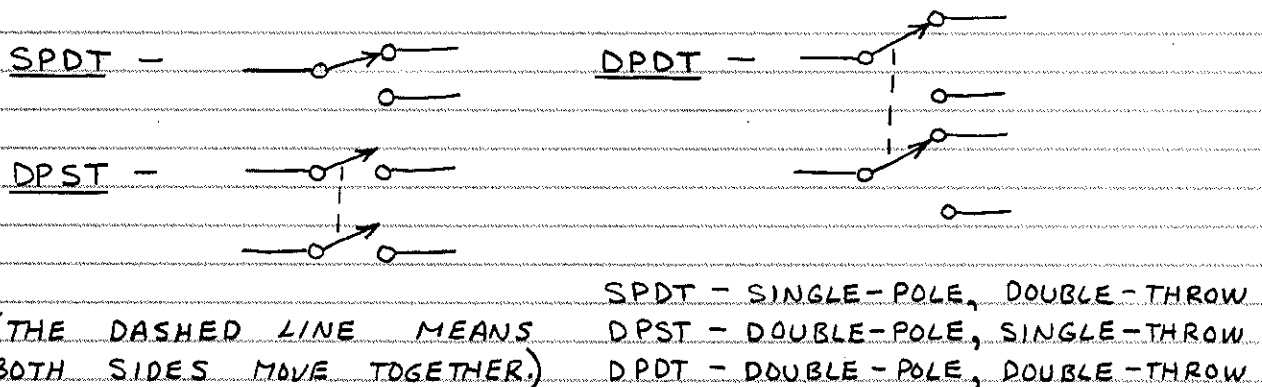 SPDT - DPDT -
DPST -
SPDT - SINGLE-POLE, DOUBLE-THROW
(THE DASHED LINE MEANS DPST - DOUBLE-POLE, SINGLE-THROW
BOTH SIDES MOVE TOGETHER.) DPDT - DOUBLE-POLE, DOUBLE-THROW